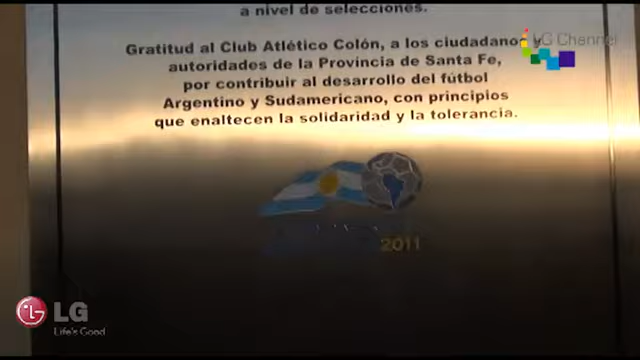 a nivel de selecciones.
Gratitud al Club Atlético Colón, a los ciudadanos y
autoridades de la Provincia de Santa Fe,
por contribuir al desarrollo del fútbol
Argentino y Sudamericano, con principios
que enaltecen la solidaridad y la tolerancia.
2011
LG Channel
LG
Life's Good